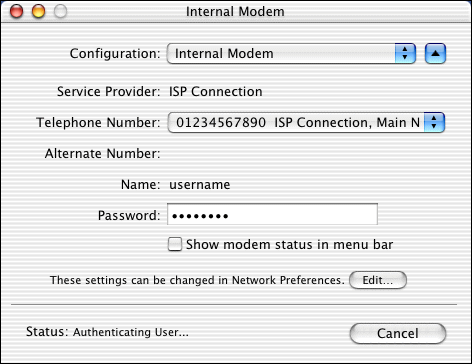 Internal Modem
Configuration: Internal Modem
Service Provider: ISP Connection
Telephone Number: 01234567890 ISP Connection, Main N
Alternate Number:
Name: username
Password: ••••••••
Show modem status in menu bar
These settings can be changed in Network Preferences. Edit...
Status: Authenticating User... Cancel